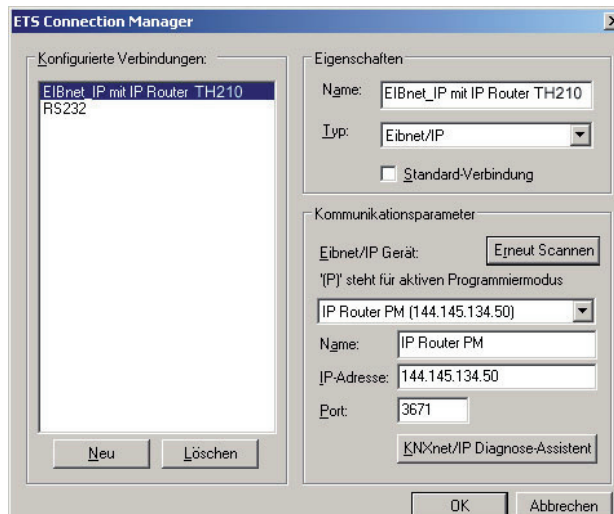 ETS Connection Manager
Konfigurierte Verbindungen:
EIBnet_IP mit IP Router TH210
RS232
Neu
Löschen
Eigenschaften
Name:
EIBnet_IP mit IP Router TH210
Typ:
Eibnet/IP
Standard-Verbindung
Kommunikationsparameter
Eibnet/IP Gerät:
Erneut Scannen
'(P)' steht für aktiven Programmiermodus
IP Router PM (144.145.134.50)
Name:
IP Router PM
IP-Adresse:
144.145.134.50
Port:
3671
KNXnet/IP Diagnose-Assistent
OK
Abbrechen